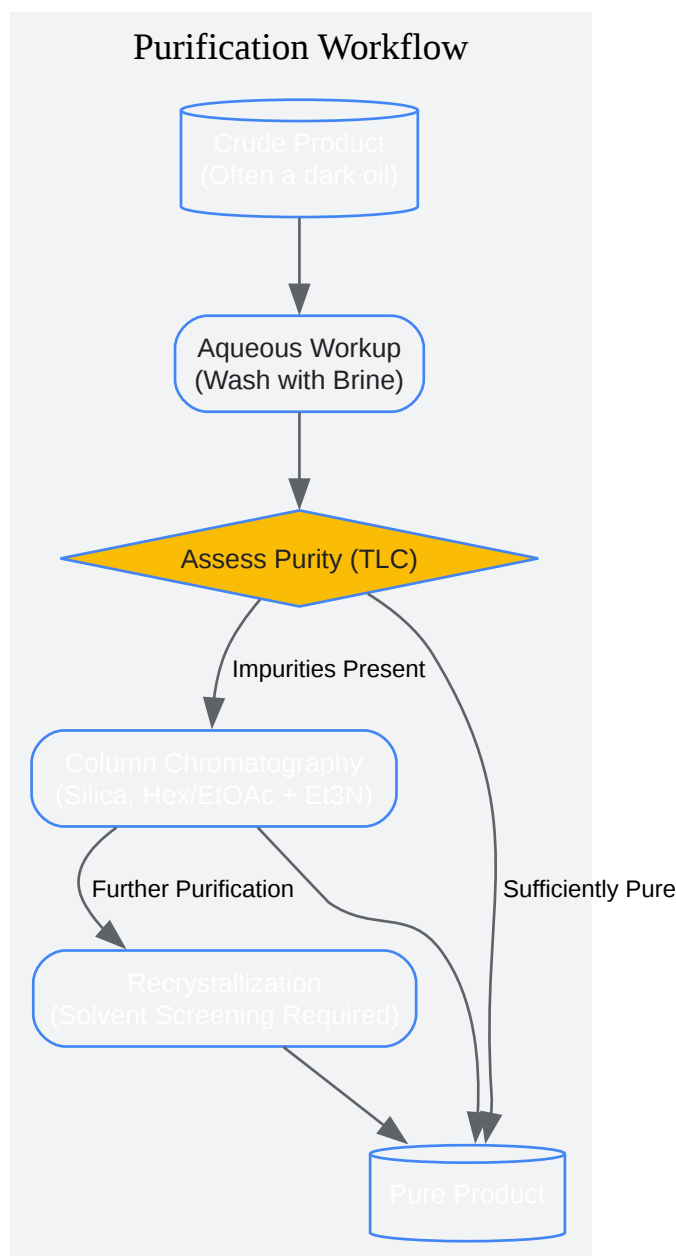 Purification Workflow
Crude Product
(Often a dark oil)
Aqueous Workup
(Wash with Brine)
Assess Purity (TLC)
Impurities Present
Column Chromatography
(Silica, Hex/EtOAc + Et3N)
Further Purification
Sufficiently Pure
Recrystallization
(Solvent Screening Required)
Pure Product